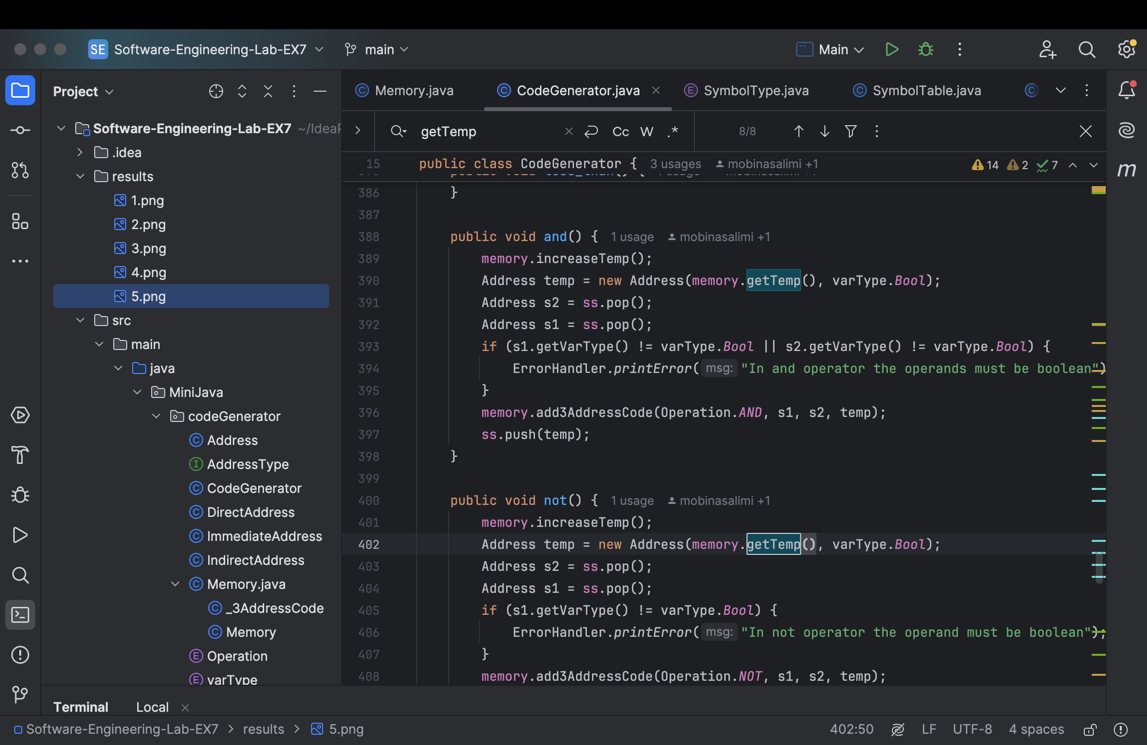 SE Software-Engineering-Lab-EX7 main Main
Project
Memory.java CodeGenerator.java SymbolType.java SymbolTable.java
getTemp Cc W .* 8/8
Software-Engineering-Lab-EX7 ~/IdeaP
.idea
results
1.png
2.png
3.png
4.png
5.png
src
main
java
MiniJava
codeGenerator
Address
AddressType
CodeGenerator
DirectAddress
ImmediateAddress
IndirectAddress
Memory.java
_3AddressCode
Memory
Operation
varType
15 public class CodeGenerator { 3 usages mobinasalimi +1 14 2 7
386 }
387
388 public void and() { 1 usage mobinasalimi +1
389 memory.increaseTemp();
390 Address temp = new Address(memory.getTemp(), varType.Bool);
391 Address s2 = ss.pop();
392 Address s1 = ss.pop();
393 if (s1.getVarType() != varType.Bool || s2.getVarType() != varType.Bool) {
394 ErrorHandler.printError( msg: "In and operator the operands must be boolean")
395 }
396 memory.add3AddressCode(Operation.AND, s1, s2, temp);
397 ss.push(temp);
398 }
399
400 public void not() { 1 usage mobinasalimi +1
401 memory.increaseTemp();
402 Address temp = new Address(memory.getTemp(), varType.Bool);
403 Address s2 = ss.pop();
404 Address s1 = ss.pop();
405 if (s1.getVarType() != varType.Bool) {
406 ErrorHandler.printError( msg: "In not operator the operand must be boolean");
407 }
408 memory.add3AddressCode(Operation.NOT, s1, s2, temp);
m
Terminal Local
Software-Engineering-Lab-EX7 > results > 5.png 402:50 LF UTF-8 4 spaces